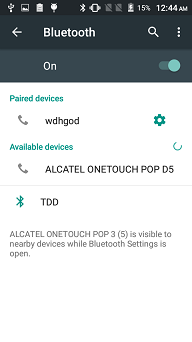 15% 12:44 AM
Bluetooth
On
Paired devices
wdhgod
Available devices
ALCATEL ONETOUCH POP D5
TDD
ALCATEL ONETOUCH POP 3 (5) is visible to
nearby devices while Bluetooth Settings is
open.